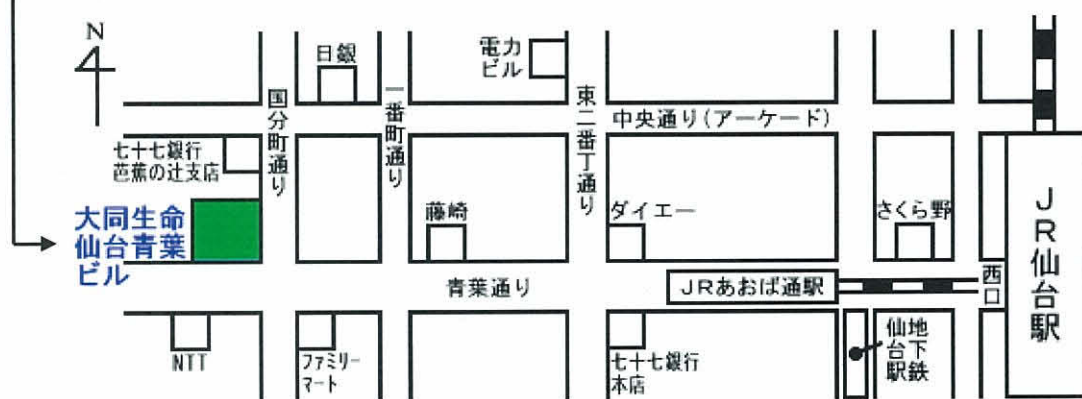 N
日銀
電力
ビル
国分町通り
一番町通り
東二番丁通り
中央通り(アーケード)
七十七銀行
芭蕉の辻支店
大同生命
仙台青葉
ビル
藤崎
ダイエー
さくら野
JR仙台駅
青葉通り
JRあおば通駅
西口
NTT
ファミリー
マート
七十七銀行
本店
地下鉄
仙台駅